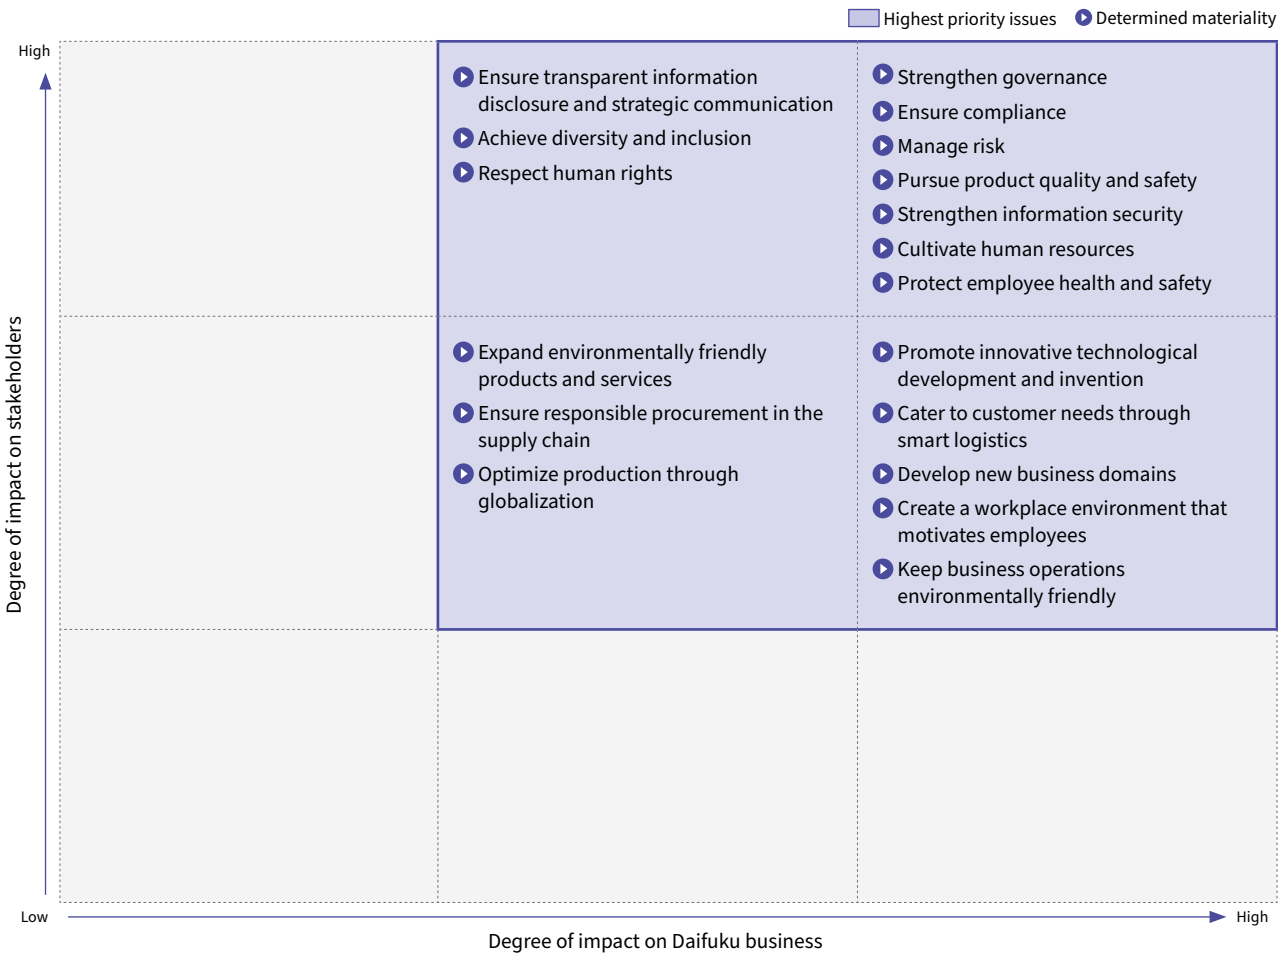 Highest priority issues
Determined materiality
High
Ensure transparent information
disclosure and strategic communication
Achieve diversity and inclusion
Respect human rights
Strengthen governance
Ensure compliance
Manage risk
Pursue product quality and safety
Strengthen information security
Cultivate human resources
Protect employee health and safety
Degree of impact on stakeholders
Expand environmentally friendly
products and services
Ensure responsible procurement in the
supply chain
Optimize production through
globalization
Promote innovative technological
development and invention
Cater to customer needs through
smart logistics
Develop new business domains
Create a workplace environment that
motivates employees
Keep business operations
environmentally friendly
Low
High
Degree of impact on Daifuku business